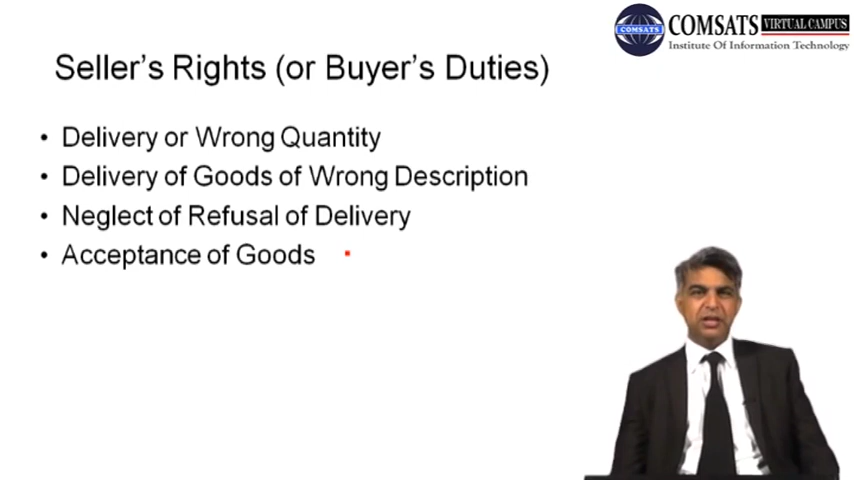 COMSATS VIRTUAL CAMPUS
COMSATS
Institute Of Information Technology
Seller's Rights (or Buyer's Duties)
• Delivery or Wrong Quantity
• Delivery of Goods of Wrong Description
• Neglect of Refusal of Delivery
• Acceptance of Goods